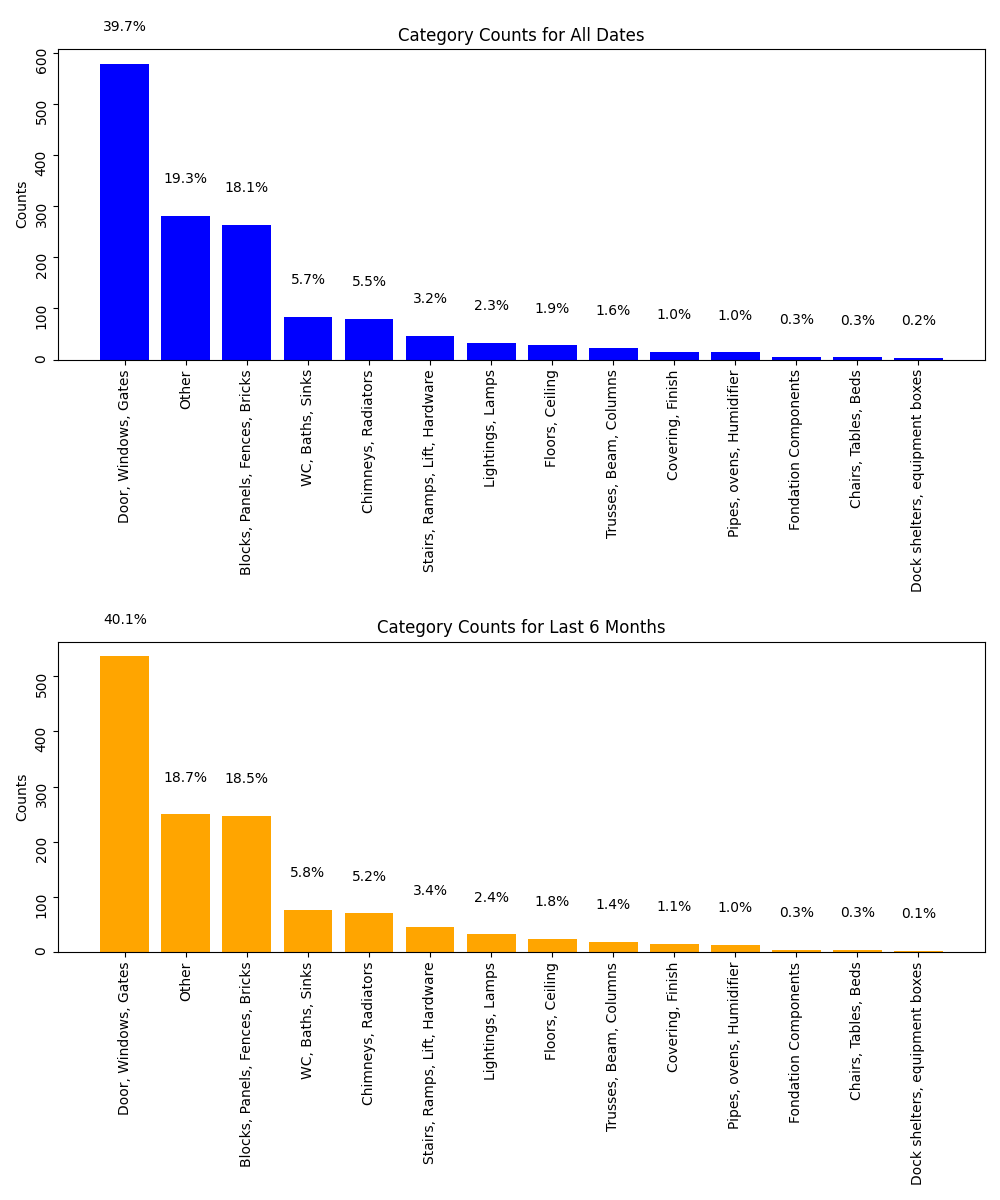 39.7%
Category Counts for All Dates
600
500
400
300
200
100
0
Counts
19.3%
18.1%
5.7%
5.5%
3.2%
2.3%
1.9%
1.6%
1.0%
1.0%
0.3%
0.3%
0.2%
Door, Windows, Gates
Other
Blocks, Panels, Fences, Bricks
WC, Baths, Sinks
Chimneys, Radiators
Stairs, Ramps, Lift, Hardware
Lightings, Lamps
Floors, Ceiling
Trusses, Beam, Columns
Covering, Finish
Pipes, ovens, Humidifier
Fondation Components
Chairs, Tables, Beds
Dock shelters, equipment boxes
40.1%
Category Counts for Last 6 Months
500
400
300
200
100
0
Counts
18.7%
18.5%
5.8%
5.2%
3.4%
2.4%
1.8%
1.4%
1.1%
1.0%
0.3%
0.3%
0.1%
Door, Windows, Gates
Other
Blocks, Panels, Fences, Bricks
WC, Baths, Sinks
Chimneys, Radiators
Stairs, Ramps, Lift, Hardware
Lightings, Lamps
Floors, Ceiling
Trusses, Beam, Columns
Covering, Finish
Pipes, ovens, Humidifier
Fondation Components
Chairs, Tables, Beds
Dock shelters, equipment boxes